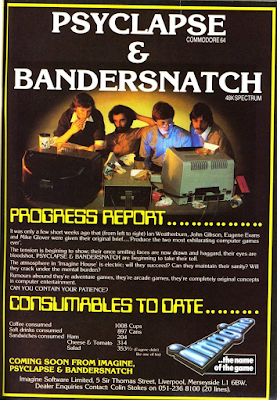 PSYCLAPSE
COMMODORE 64
&
BANDERSNATCH
48K SPECTRUM
PROGRESS REPORT..............
It was only a few short weeks ago that (from left to right) Ian Weatherburn, John Gibson, Eugene Evans
and Mike Glover were given their original brief.... Produce the two most exhilarating computer games
ever'.
The tension is beginning to show, their once smiling faces are now drawn and haggard, their eyes are
bloodshot, PSYCLAPSE & BANDERSNATCH are beginning to take their toll.
The atmosphere in 'Imagine House' is electric; will they succeed? Can they maintain their sanity? Will
they crack under the mental burden?
Rumours abound they're adventure games, they're arcade games, they're completely original concepts
in computer entertainment.
CAN YOU CONTAIN YOUR PATIENCE?
CONSUMABLES TO DATE........
Coffee consumed 1008 Cups
Soft drinks consumed 897 Cans
Sandwiches consumed Ham 204
Cheese & Tomato 314
Salad 393½ (Eugene didn't
like one of his)
COMING SOON FROM IMAGINE,
PSYCLAPSE & BANDERSNATCH
Imagine
...the name
of the game
Imagine Software Limited, 5 Sir Thomas Street, Liverpool, Merseyside L1 6BW.
Dealer Enquiries Contact Colin Stokes on 051-236 8100 (20 lines).